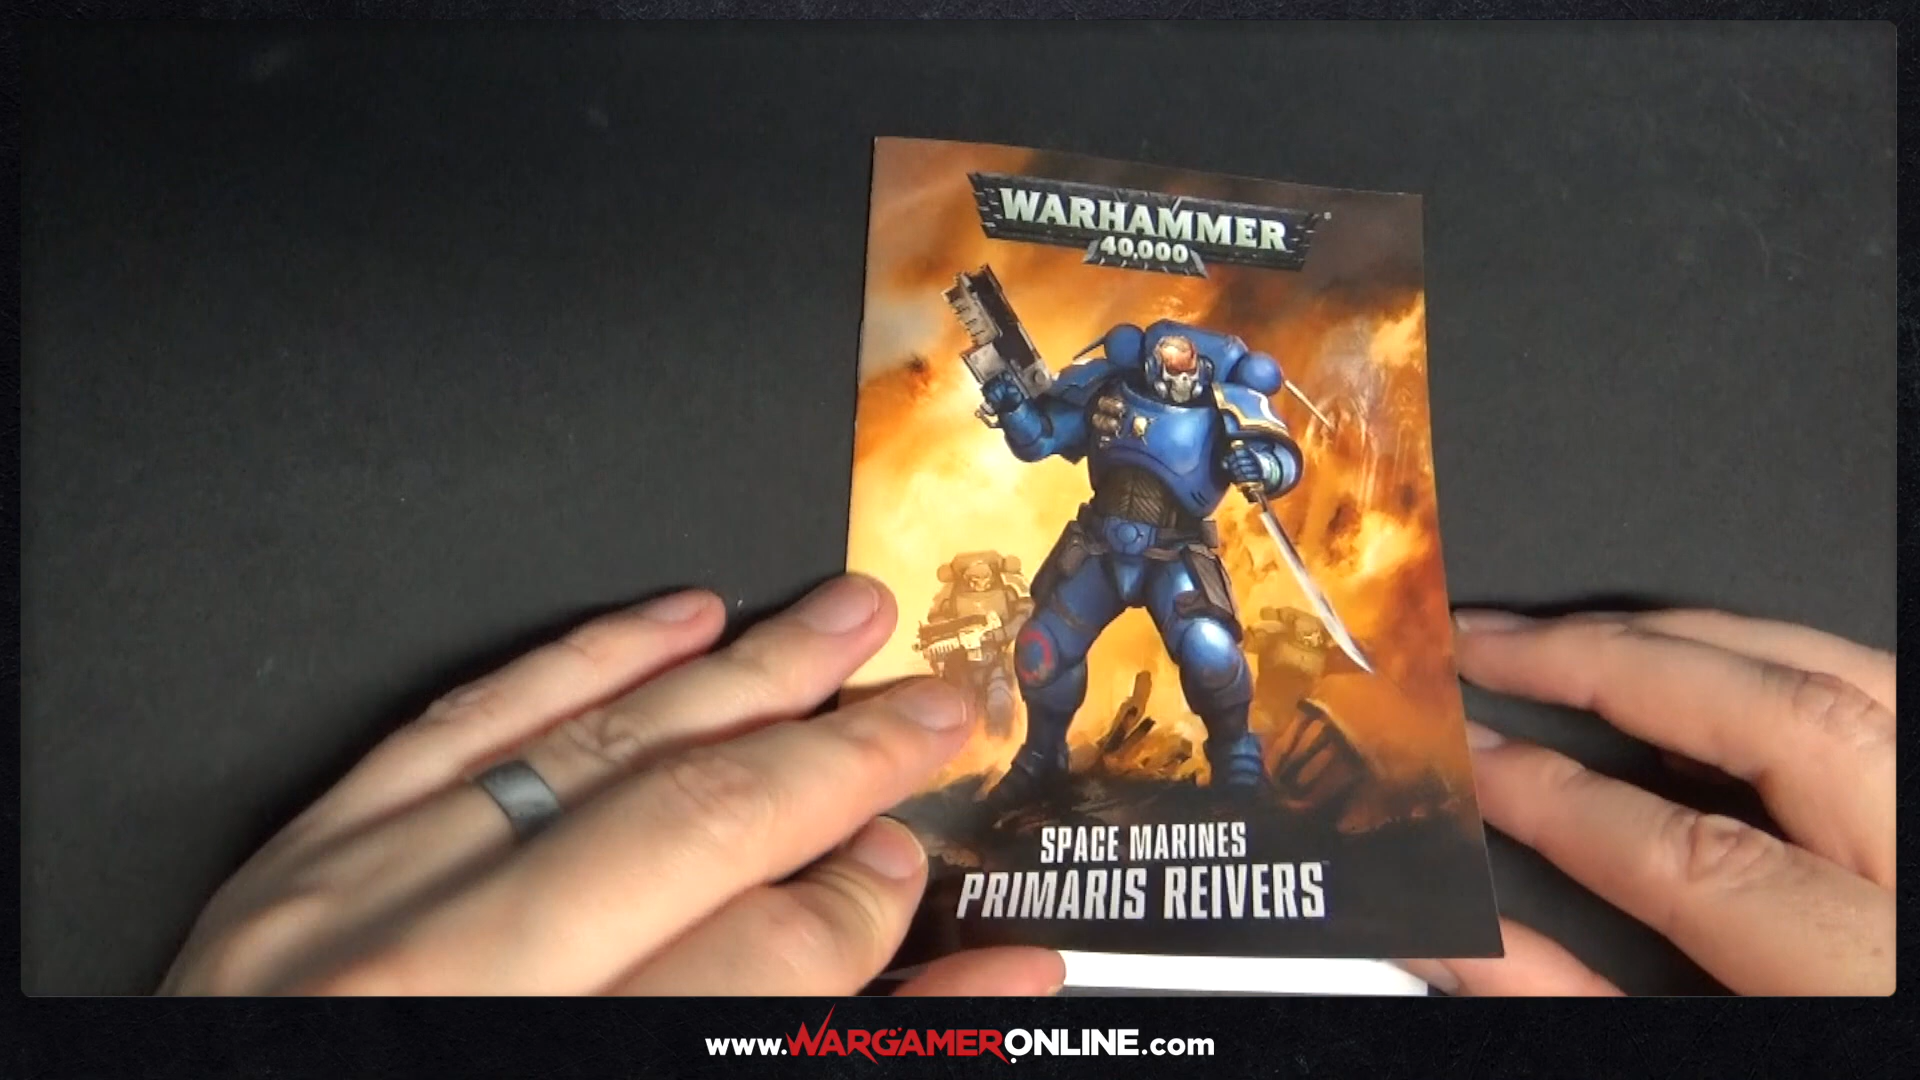 WARHAMMER
40,000
SPACE MARINES
PRIMARIS REIVERS
www.WARGAMERONLINE.com